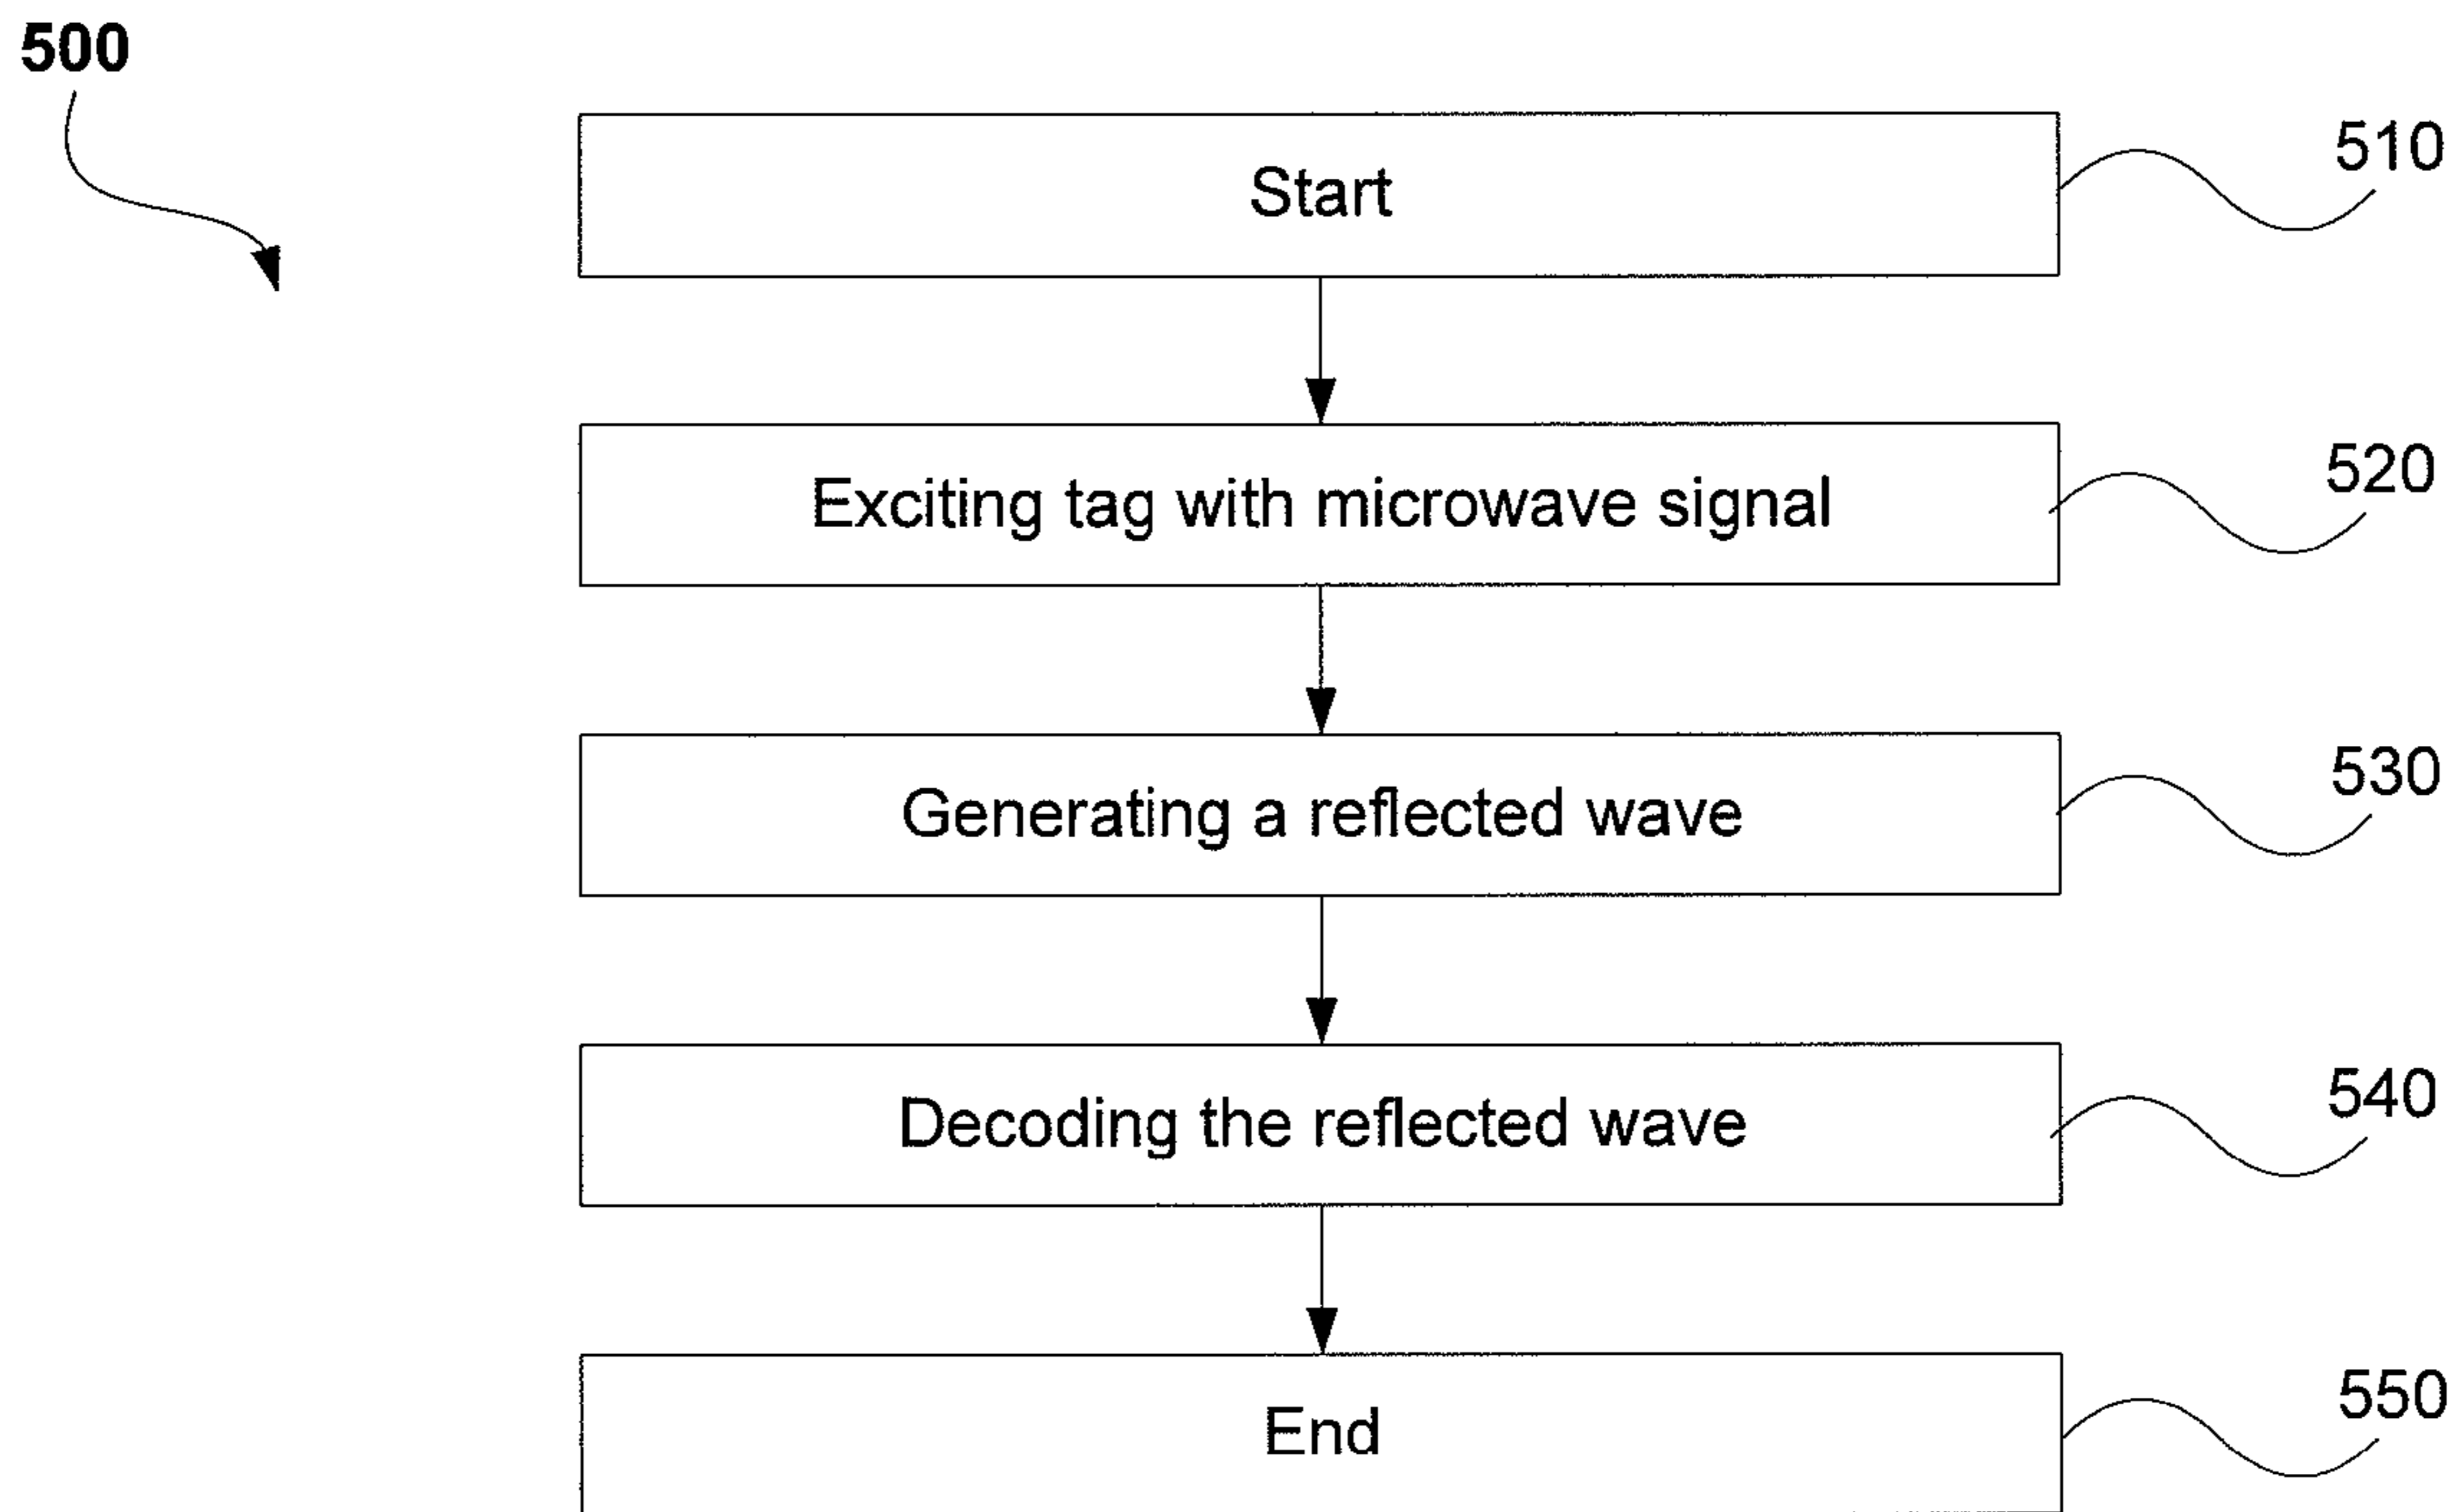 500
Start
510
Exciting tag with microwave signal
520
Generating a reflected wave
530
Decoding the reflected wave
540
End
550